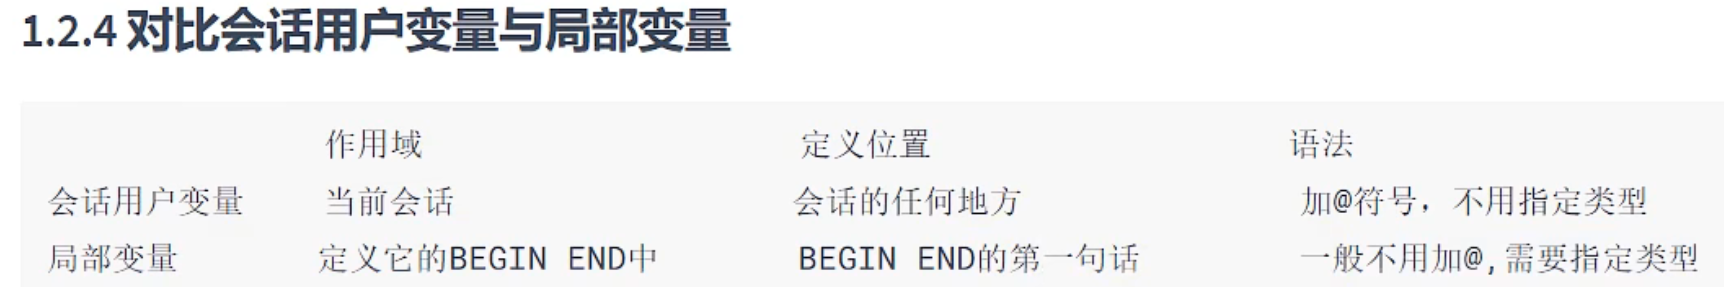 1.2.4 对比会话用户变量与局部变量
作用域 定义位置 语法
会话用户变量 当前会话 会话的任何地方 加@符号，不用指定类型
局部变量 定义它的BEGIN END中 BEGIN END的第一句话 一般不用加@,需要指定类型